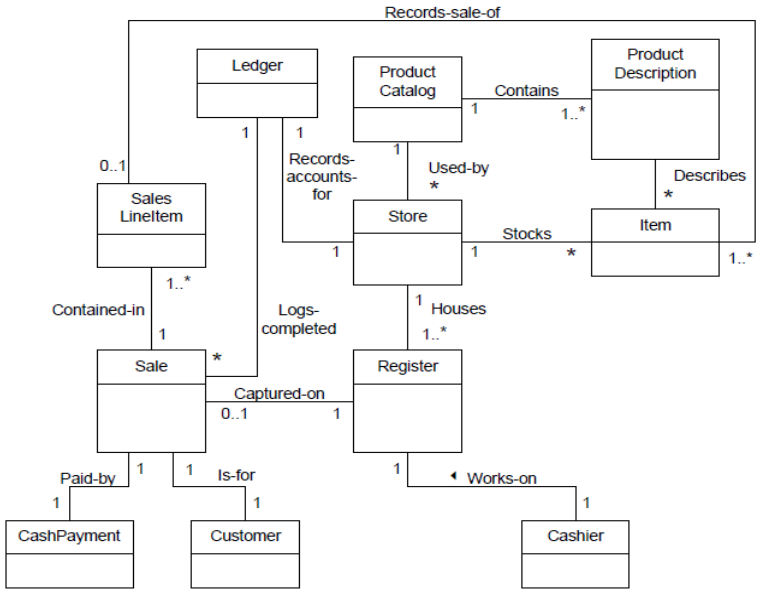 Records-sale-of
Ledger
Product
Catalog
Product
Description
Contains
1
1..*
1
1
1
Records-
accounts-
for
Used-by
*
Describes
*
0..1
Sales
LineItem
Store
Item
Stocks
1
1
*
1..*
1..*
Contained-in
1
Logs-
completed
*
1
Houses
1..*
Sale
Register
Captured-on
0..1
1
Paid-by
1
1
Is-for
1
Works-on
1
1
1
CashPayment
Customer
Cashier